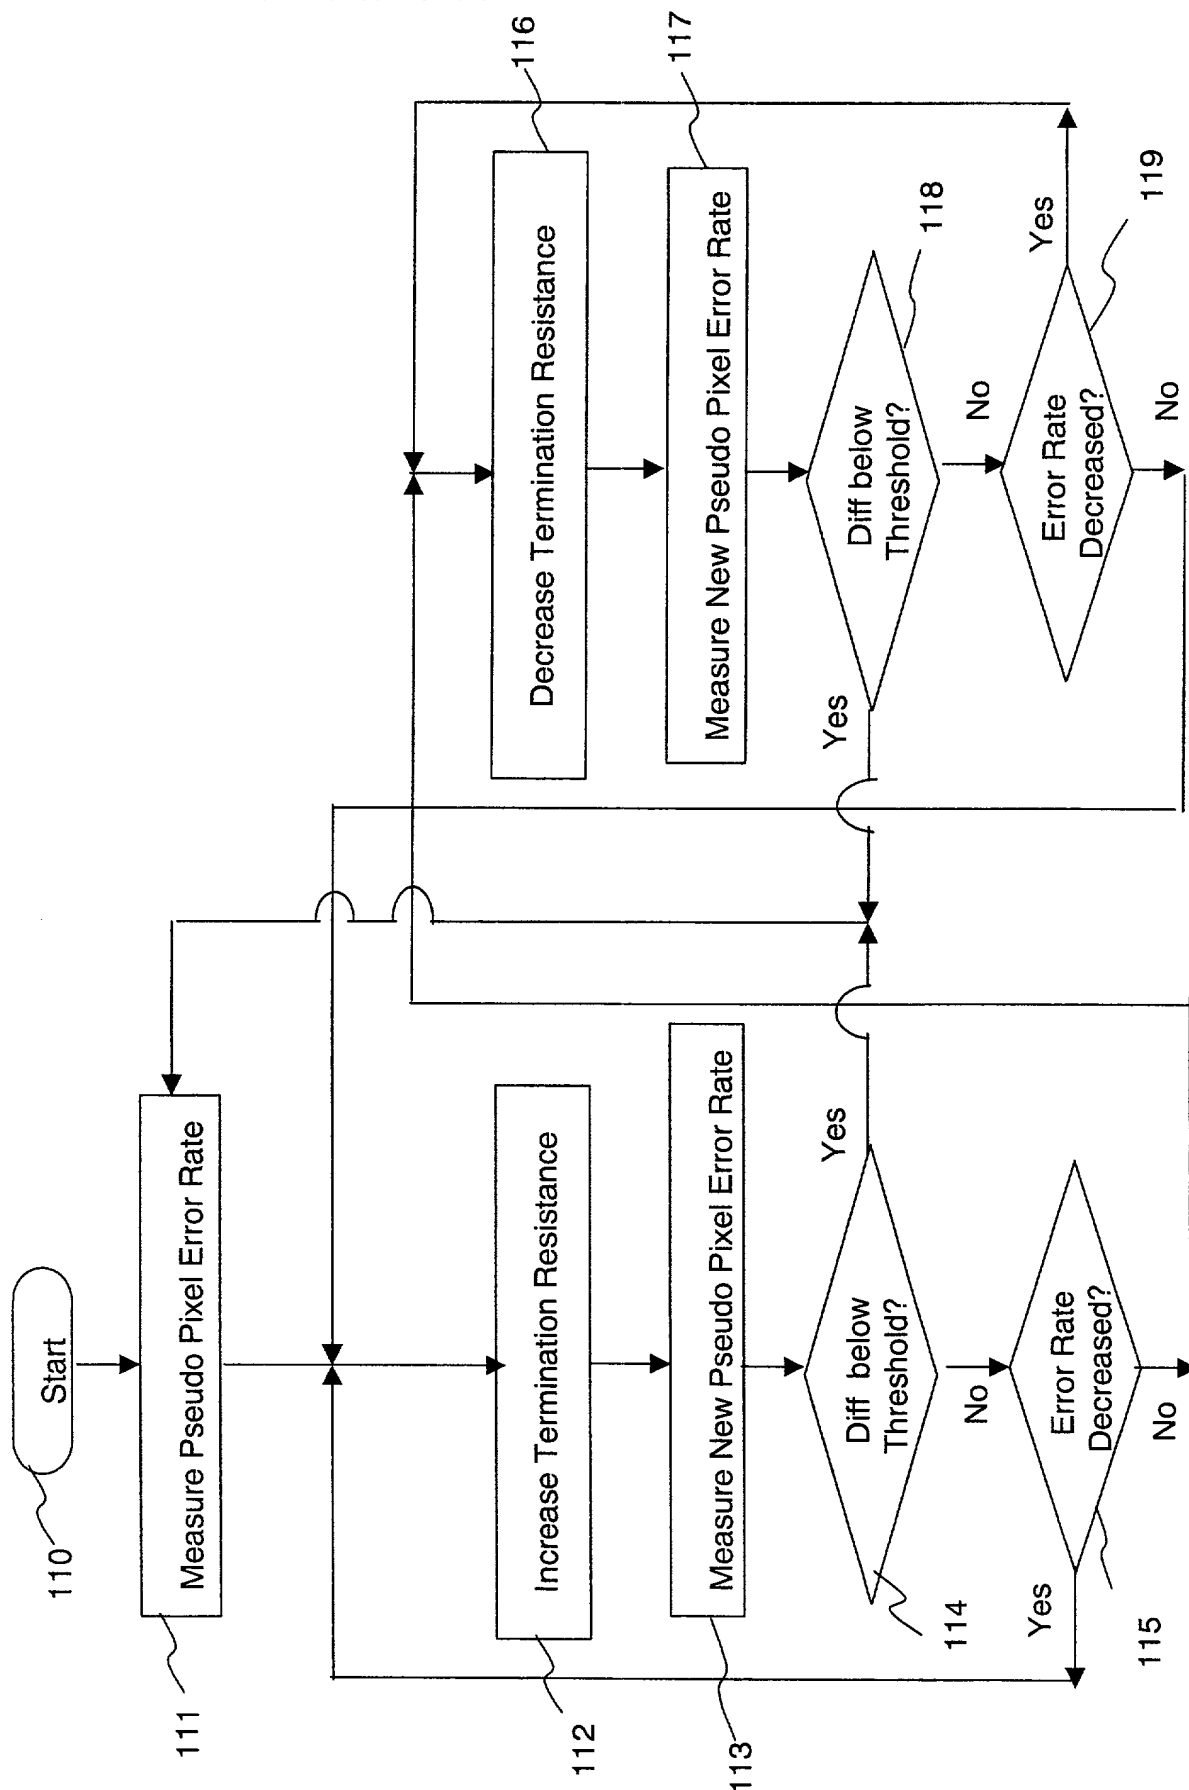 Start
110
Measure Pseudo Pixel Error Rate
111
Increase Termination Resistance
112
Measure New Pseudo Pixel Error Rate
113
Diff below
Threshold?
114
Yes
No
Error Rate
Decreased?
115
Yes
No
Decrease Termination Resistance
116
Measure New Pseudo Pixel Error Rate
117
Diff below
Threshold?
118
Yes
No
Error Rate
Decreased?
119
Yes
No